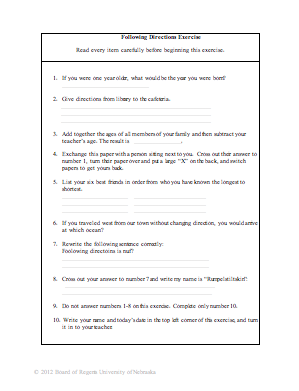 Following Directions Exercise
Read every item carefully before beginning this exercise.
1. If you were one year older, what would be the year you were born?
2. Give directions from library to the cafeteria.
3. Add together the ages of all members of your family and then subtract your
teacher's age. The result is
4. Exchange this paper with a person sitting next to you. Cross out their answer to
number 1, turn their paper over and put a large "X" on the back, and switch
papers to get yours back.
5. List your six best friends in order from who you have known the longest to
shortest.
6. If you traveled west from our town without changing direction, you would arrive
at which ocean?
7. Rewrite the following sentence correctly:
Foollowing directoins is nuf?
8. Cross out your answer to number 7 and write my name is "Rumpelstiltskin!
9. Do not answer numbers 1-8 on this exercise. Complete only number 10.
10. Write your name and today's date in the top left corner of this exercise, and turn
it in to your teacher.
© 2012 Board of Regents University of Nebraska